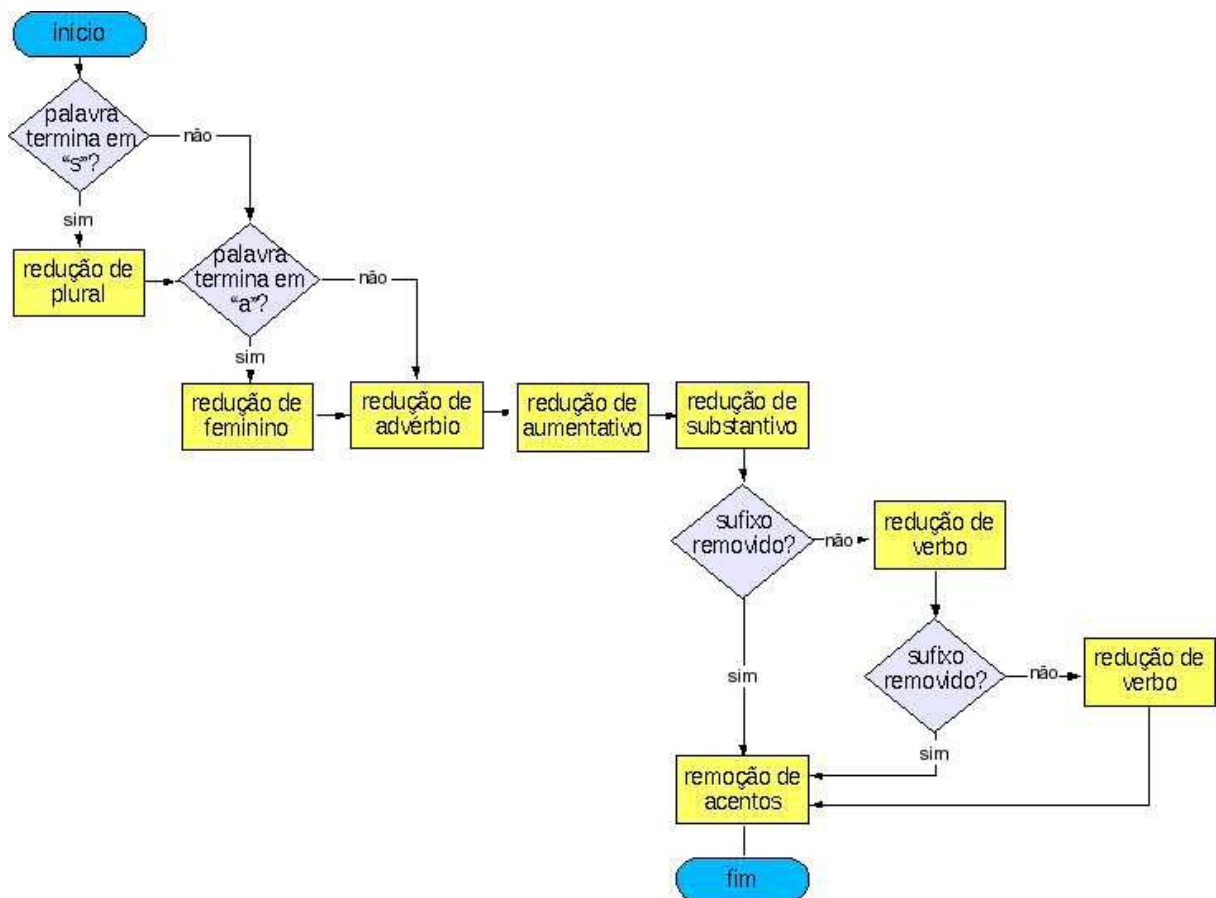 início
palavra
termina em
“s”?
não
sim
redução de
plural
palavra
termina em
“a”?
não
sim
redução de
feminino
redução de
advérbio
redução de
aumentativo
redução de
substantivo
sufixo
removido?
não
redução de
verbo
sim
sufixo
removido?
não
redução de
verbo
sim
remoção de
acentos
fim